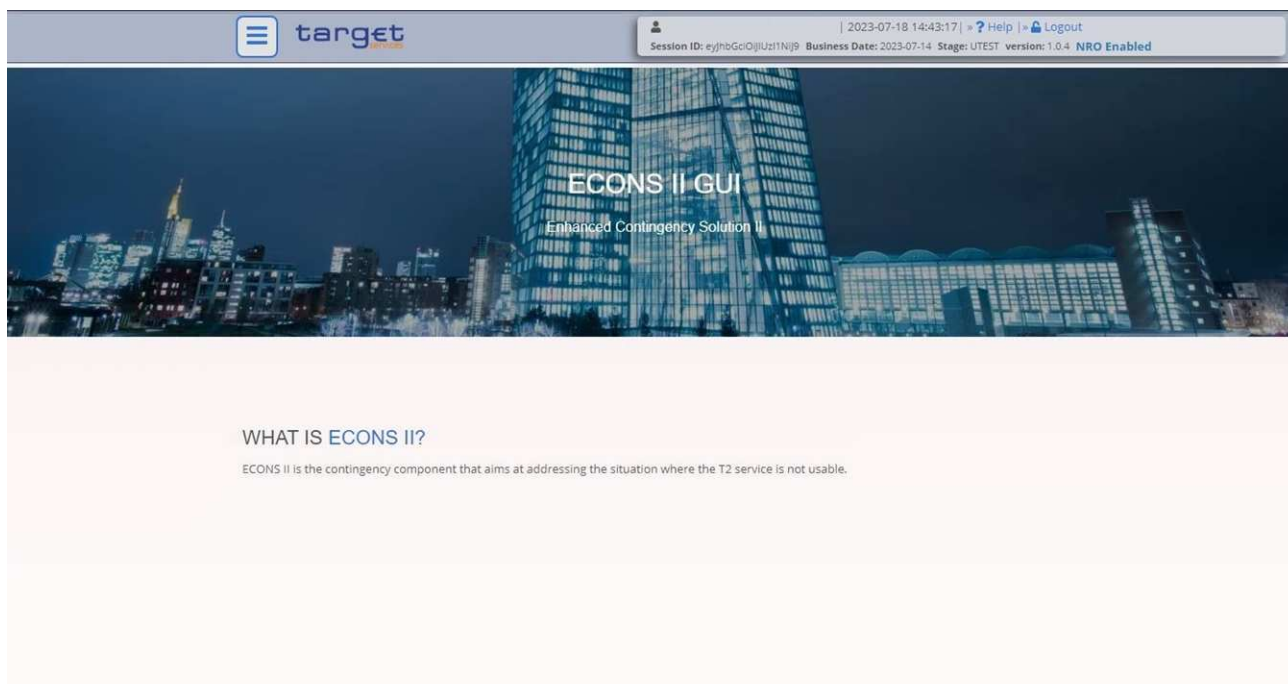 target
services
| 2023-07-18 14:43:17| » ? Help |» Logout
Session ID: eyJhbGciOiJIUzI1NiJ9 Business Date: 2023-07-14 Stage: UTEST version: 1.0.4 NRO Enabled
ECONS II GUI
Enhanced Contingency Solution II
WHAT IS ECONS II?
ECONS II is the contingency component that aims at addressing the situation where the T2 service is not usable.